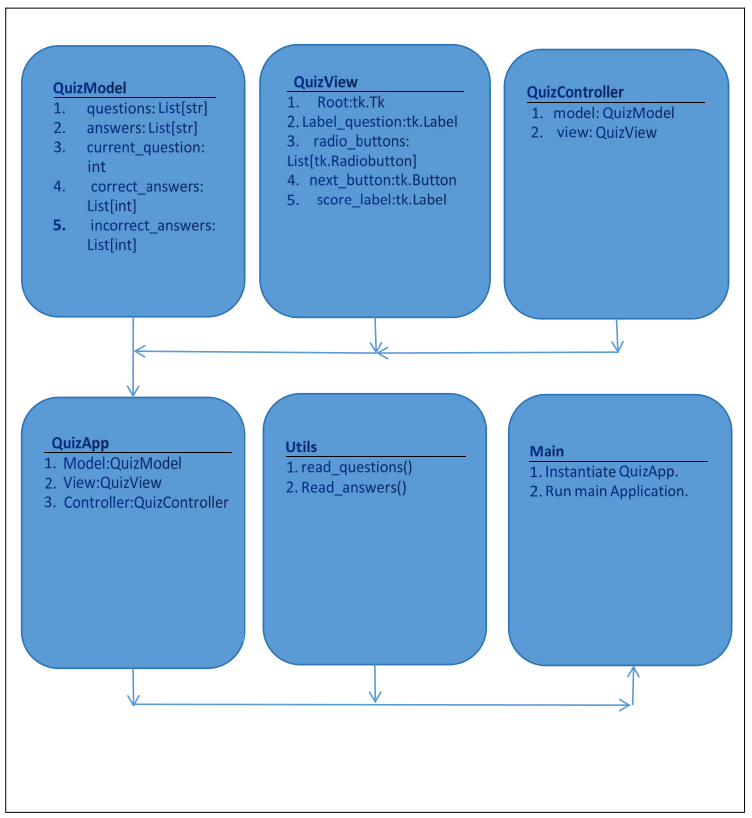 QuizModel
1. questions: List[str]
2. answers: List[str]
3. current_question:
int
4. correct_answers:
List[int]
5. incorrect_answers:
List[int]
QuizView
1. Root:tk.Tk
2. Label_question:tk.Label
3. radio_buttons:
List[tk.Radiobutton]
4. next_button:tk.Button
5. score_label:tk.Label
QuizController
1. model: QuizModel
2. view: QuizView
QuizApp
1. Model:QuizModel
2. View:QuizView
3. Controller:QuizController
Utils
1. read_questions()
2. Read_answers()
Main
1. Instantiate QuizApp.
2. Run main Application.